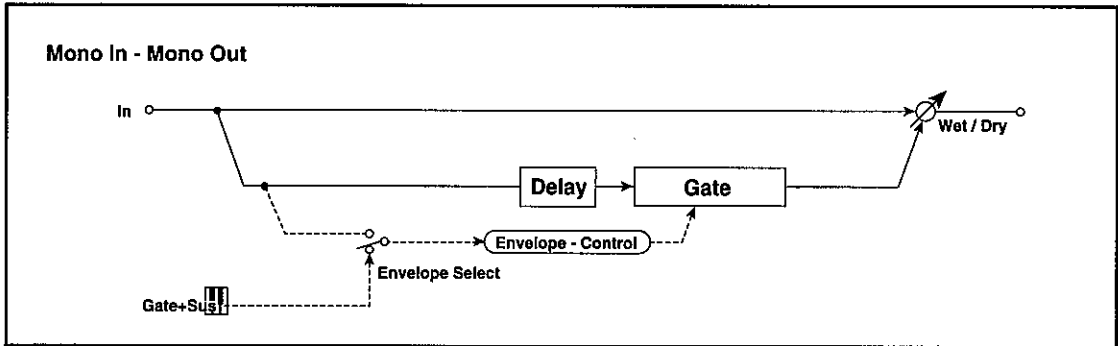 Mono In - Mono Out
In
Wet / Dry
Delay
Gate
Envelope - Control
Envelope Select
Gate+Sus